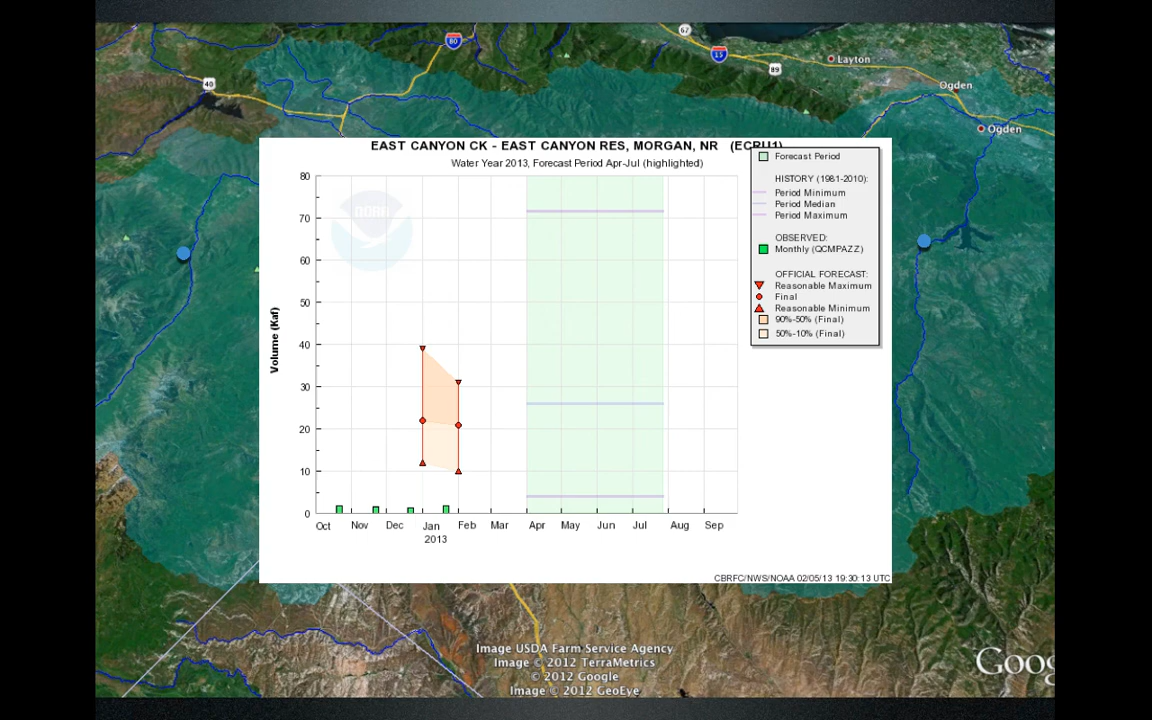 67
80
15
Layton
89
40
Ogden
Ogden
EAST CANYON CK - EAST CANYON RES, MORGAN, NR (ECRU1)
Water Year 2013, Forecast Period Apr-Jul (highlighted)
Forecast Period
HISTORY (1981-2010):
Period Minimum
Period Median
Period Maximum
OBSERVED:
Monthly (QCMPAZZ)
OFFICIAL FORECAST:
Reasonable Maximum
Final
Reasonable Minimum
90%-50% (Final)
50%-10% (Final)
NOAA
Volume (Kaf)
80
70
60
50
40
30
20
10
0
Oct Nov Dec Jan Feb Mar Apr May Jun Jul Aug Sep
2013
CBRFC/NWS/NOAA 02/05/13 19:30:13 UTC
Image USDA Farm Service Agency
Image © 2012 TerraMetrics
© 2012 Google
Image © 2012 GeoEye
Goog